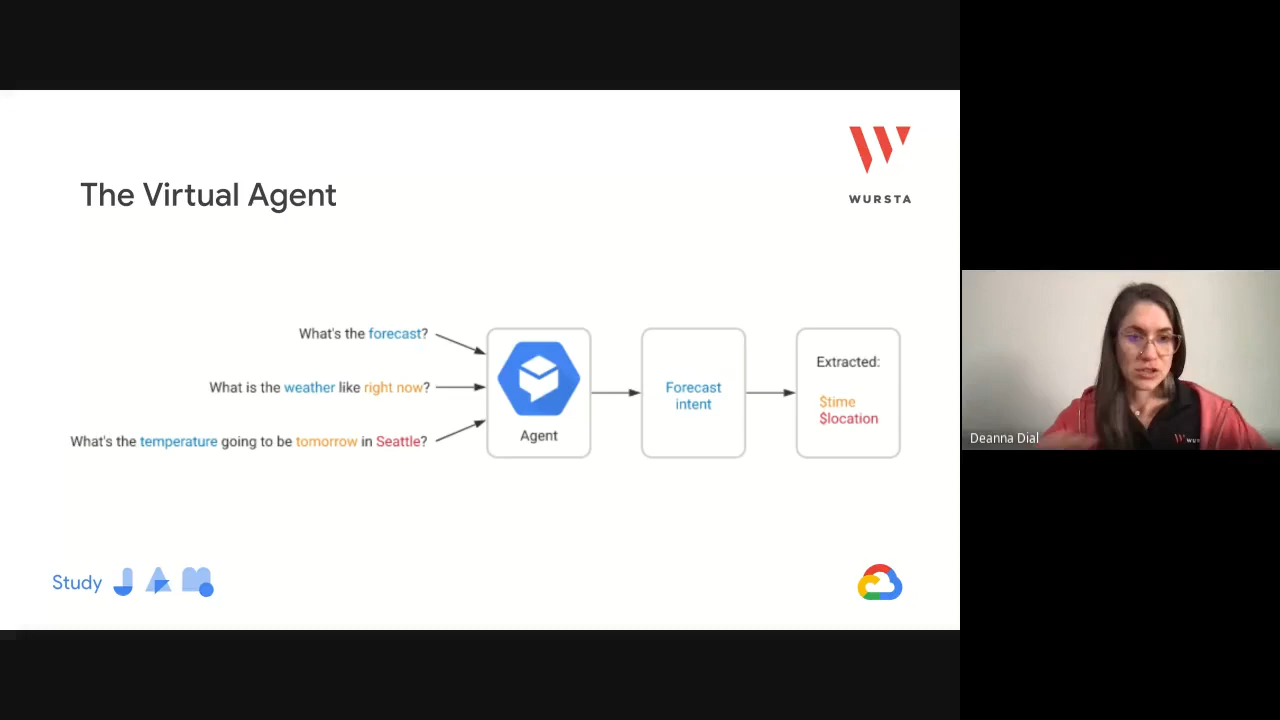 The Virtual Agent
WURSTA
What's the forecast?
What is the weather like right now?
What's the temperature going to be tomorrow in Seattle?
Agent
Forecast
intent
Extracted:
$time
$location
Study JAM
Deanna Dial